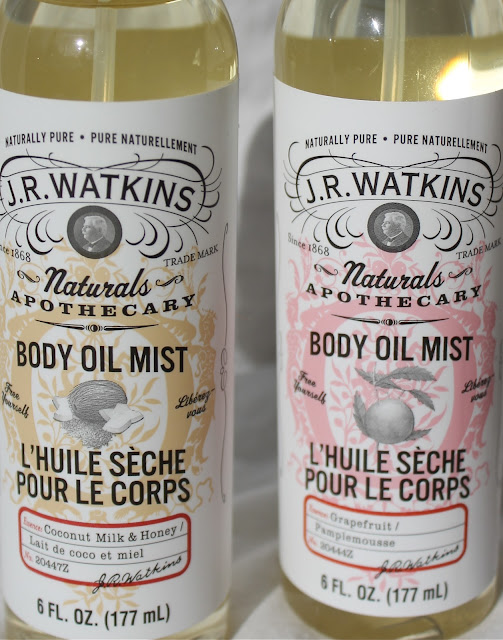 NATURALLY PURE • PURE NATURELLEMENT
J.R. WATKINS
Since 1868
TRADE MARK
Naturals
APOTHECARY
BODY OIL MIST
Free Yourself
Libérez-vous
L'HUILE SÈCHE
POUR LE CORPS
Coconut Milk & Honey /
Lait de coco et miel
No. 20447Z
J.R. Watkins
6 FL. OZ. (177 mL)
NATURALLY PURE • PURE NATURELLEMENT
J.R. WATKINS
Since 1868
TRADE MARK
Naturals
APOTHECARY
BODY OIL MIST
Free Yourself
Libérez-vous
L'HUILE SÈCHE
POUR LE CORPS
Grapefruit /
Pamplemousse
No. 20444Z
J.R. Watkins
6 FL. OZ. (177 mL)